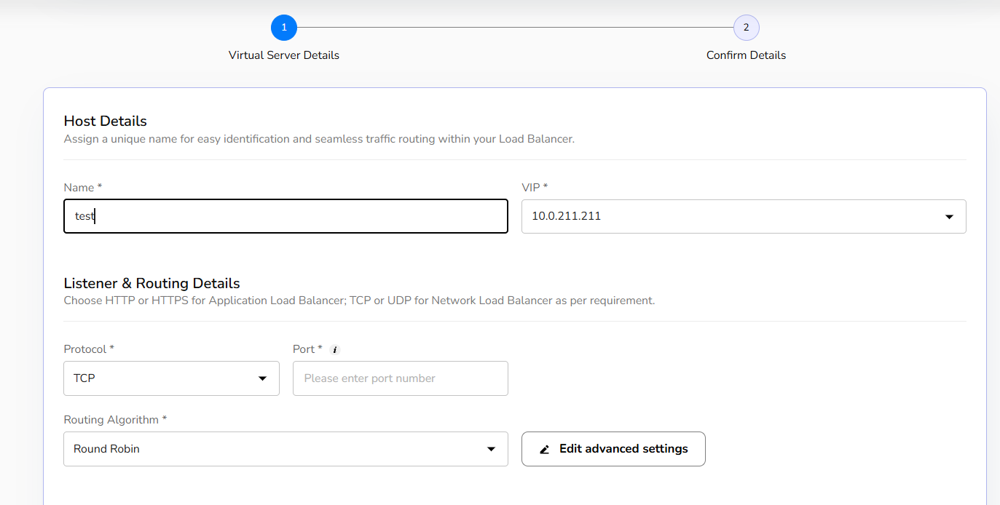 1
2
Virtual Server Details
Confirm Details
Host Details
Assign a unique name for easy identification and seamless traffic routing within your Load Balancer.
Name *
VIP *
test
10.0.211.211
Listener & Routing Details
Choose HTTP or HTTPS for Application Load Balancer; TCP or UDP for Network Load Balancer as per requirement.
Protocol *
Port * i
TCP
Please enter port number
Routing Algorithm *
Round Robin
Edit advanced settings